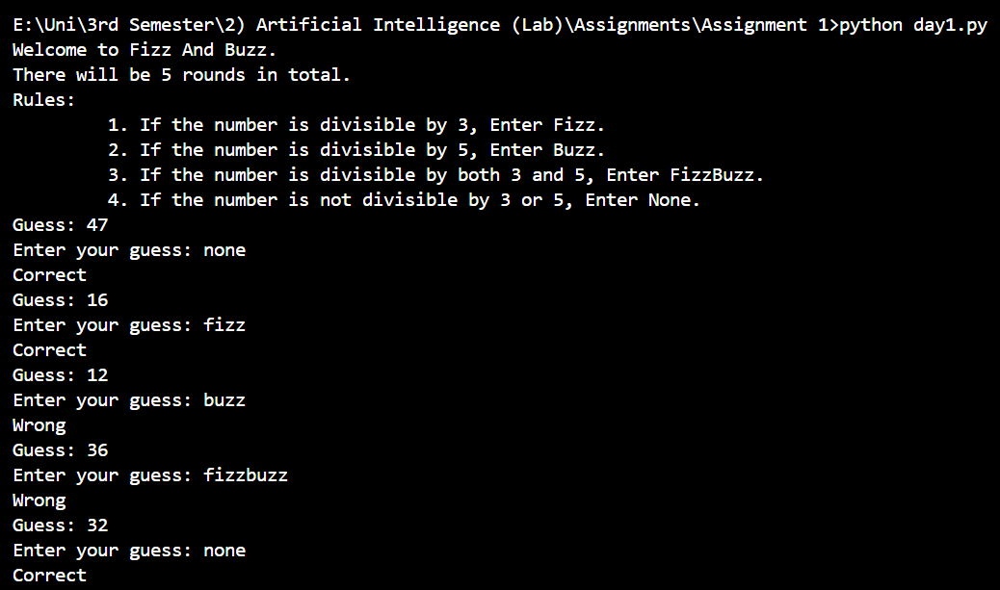 E:\Uni\3rd Semester\2) Artificial Intelligence (Lab)\Assignments\Assignment 1>python day1.py
Welcome to Fizz And Buzz.
There will be 5 rounds in total.
Rules:
1. If the number is divisible by 3, Enter Fizz.
2. If the number is divisible by 5, Enter Buzz.
3. If the number is divisible by both 3 and 5, Enter FizzBuzz.
4. If the number is not divisible by 3 or 5, Enter None.
Guess: 47
Enter your guess: none
Correct
Guess: 16
Enter your guess: fizz
Correct
Guess: 12
Enter your guess: buzz
Wrong
Guess: 36
Enter your guess: fizzbuzz
Wrong
Guess: 32
Enter your guess: none
Correct